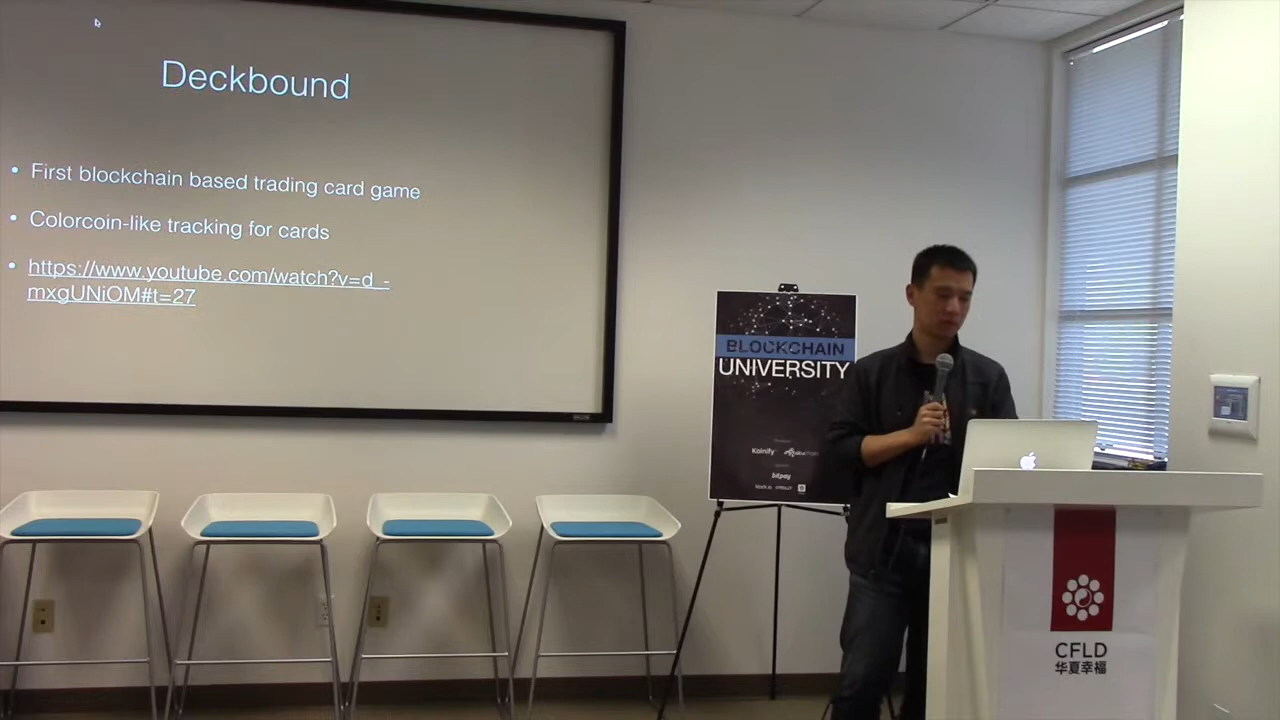 Deckbound
• First blockchain based trading card game
• Colorcoin-like tracking for cards
• https://www.youtube.com/watch?v=d_-
mxgUNiOM#t=27
BLOCKCHAIN
UNIVERSITY
Koinify
bitpay
CFLD
华夏幸福